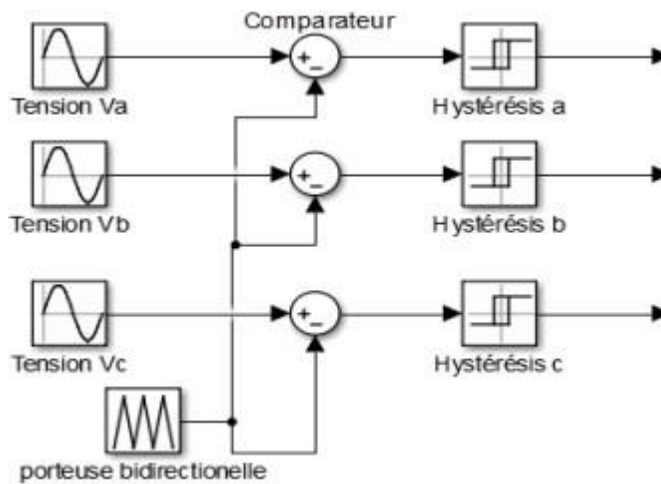 Comparateur
Tension Va
Hystérésis a
Tension Vb
Hystérésis b
Tension Vc
Hystérésis c
porteuse bidirectionelle